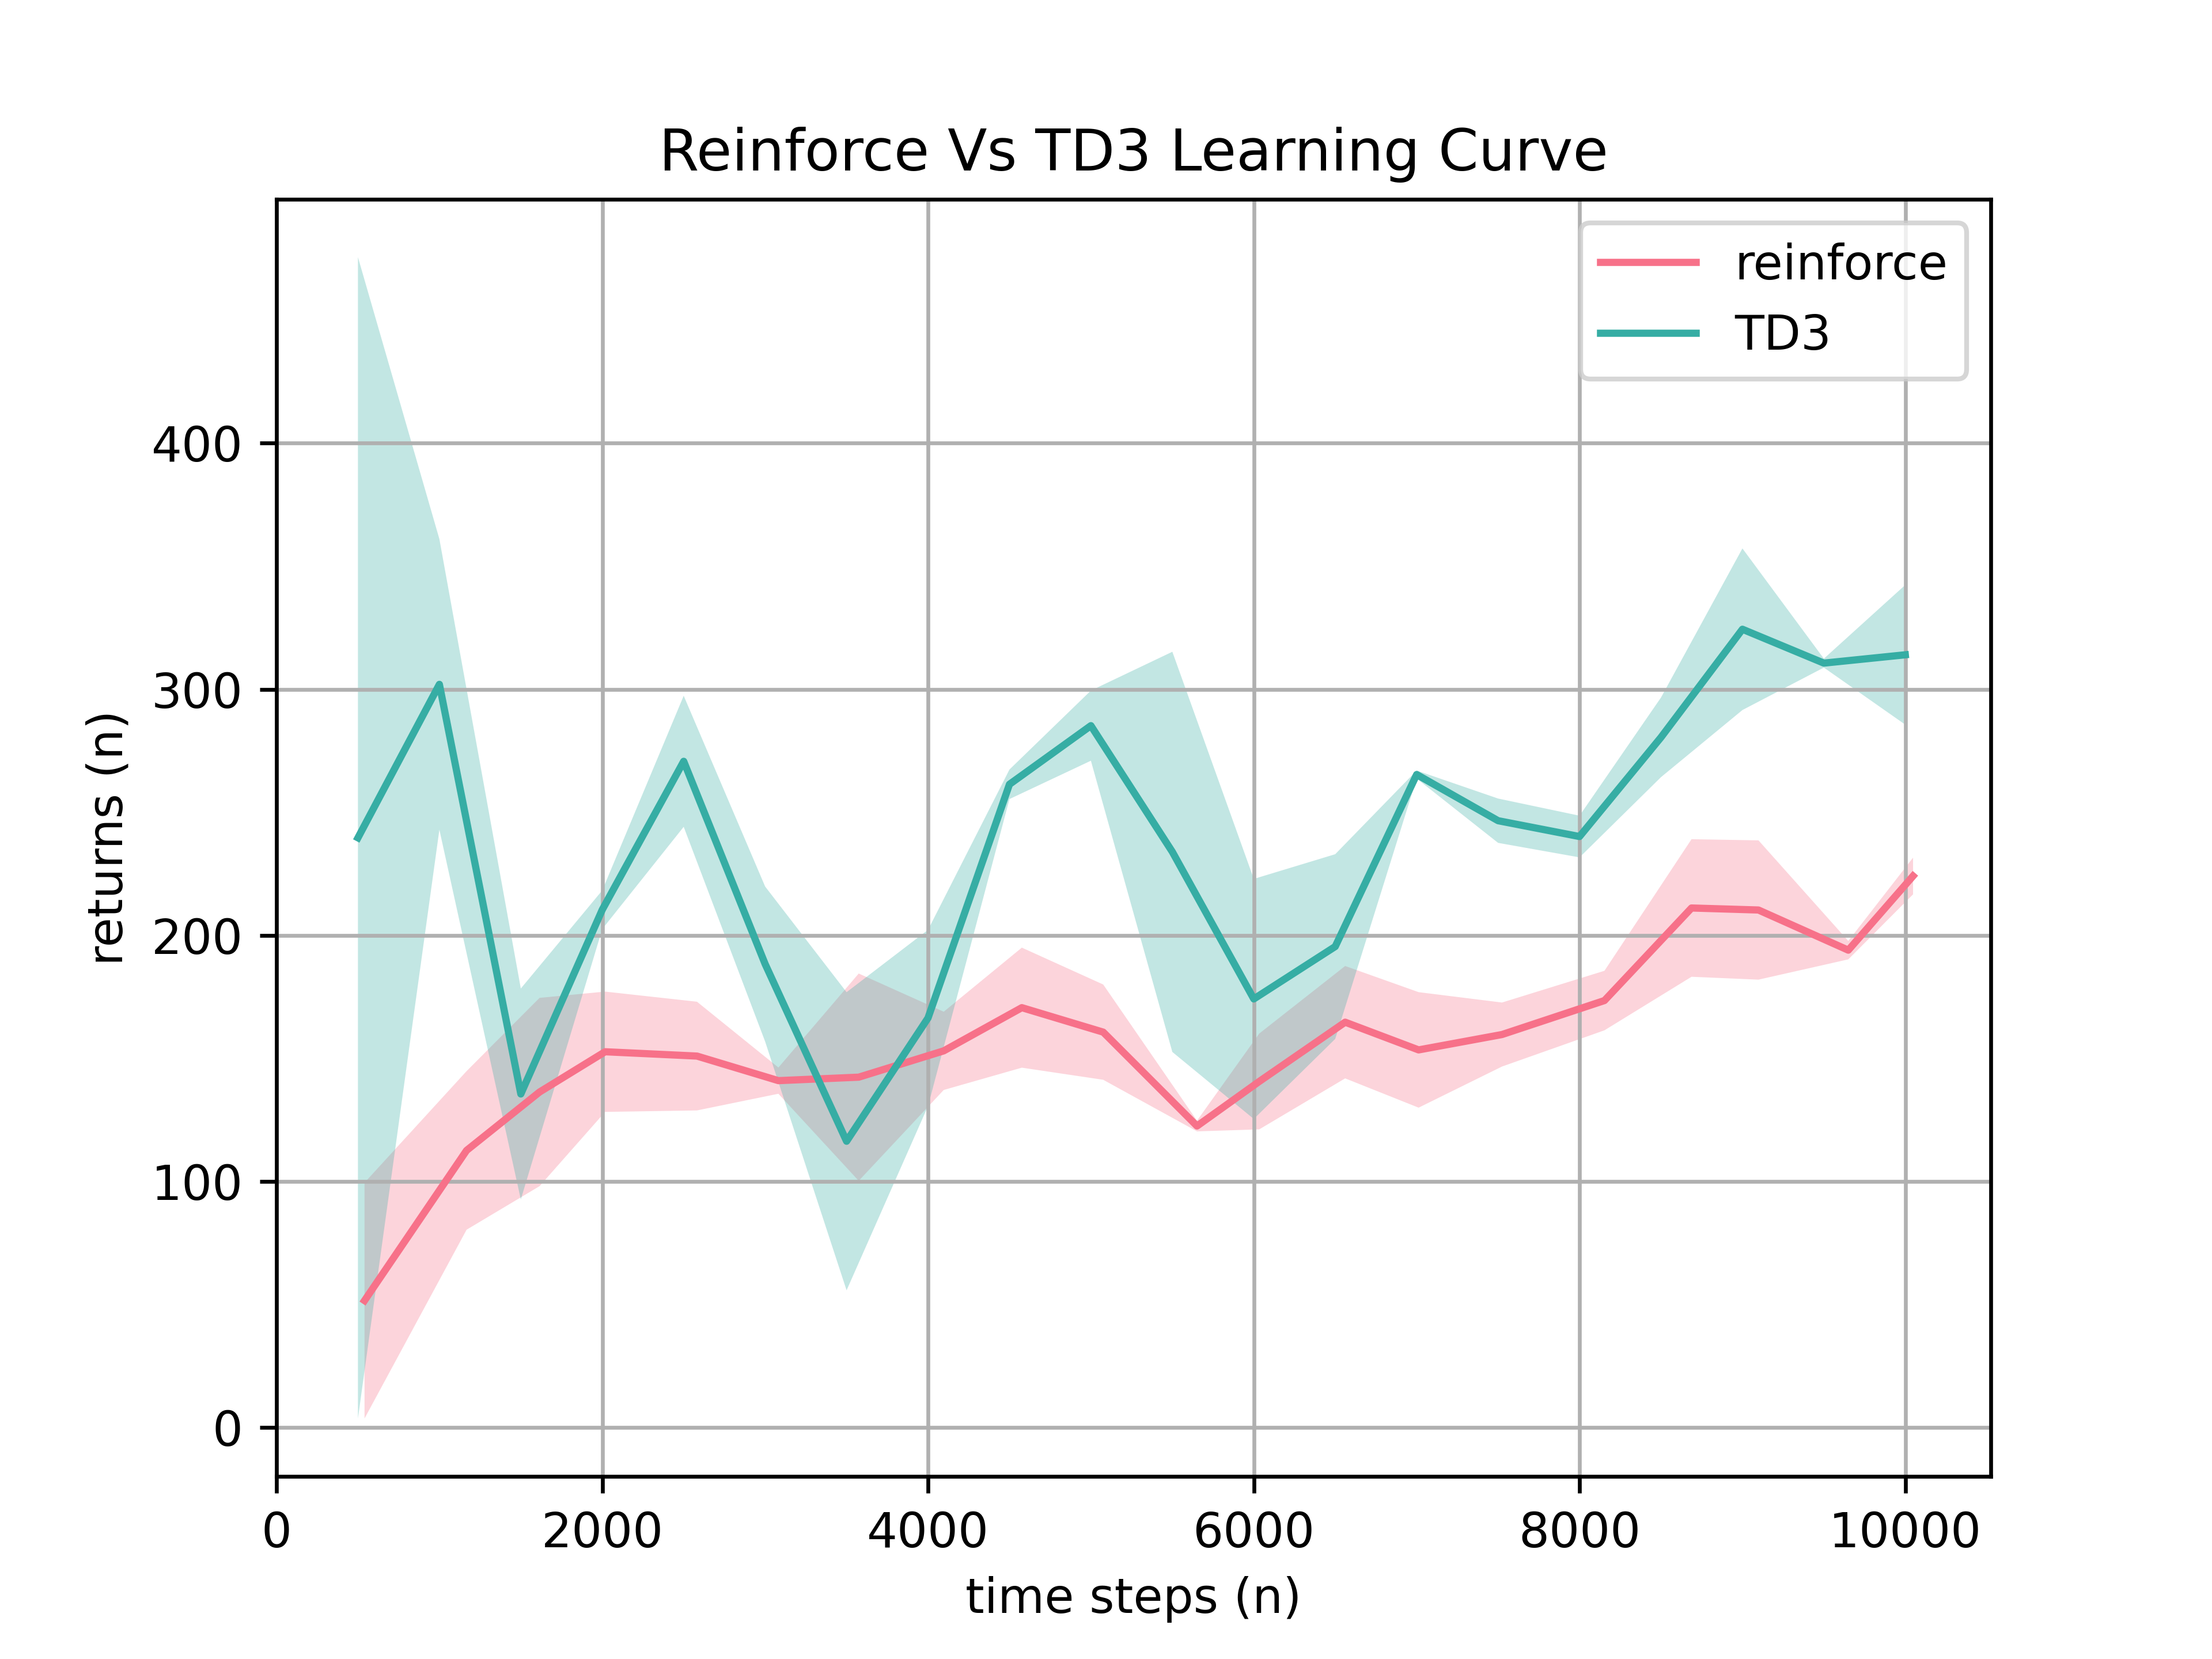 Reinforce Vs TD3 Learning Curve
reinforce
TD3
returns (n)
400
300
200
100
0
0 2000 4000 6000 8000 10000
time steps (n)